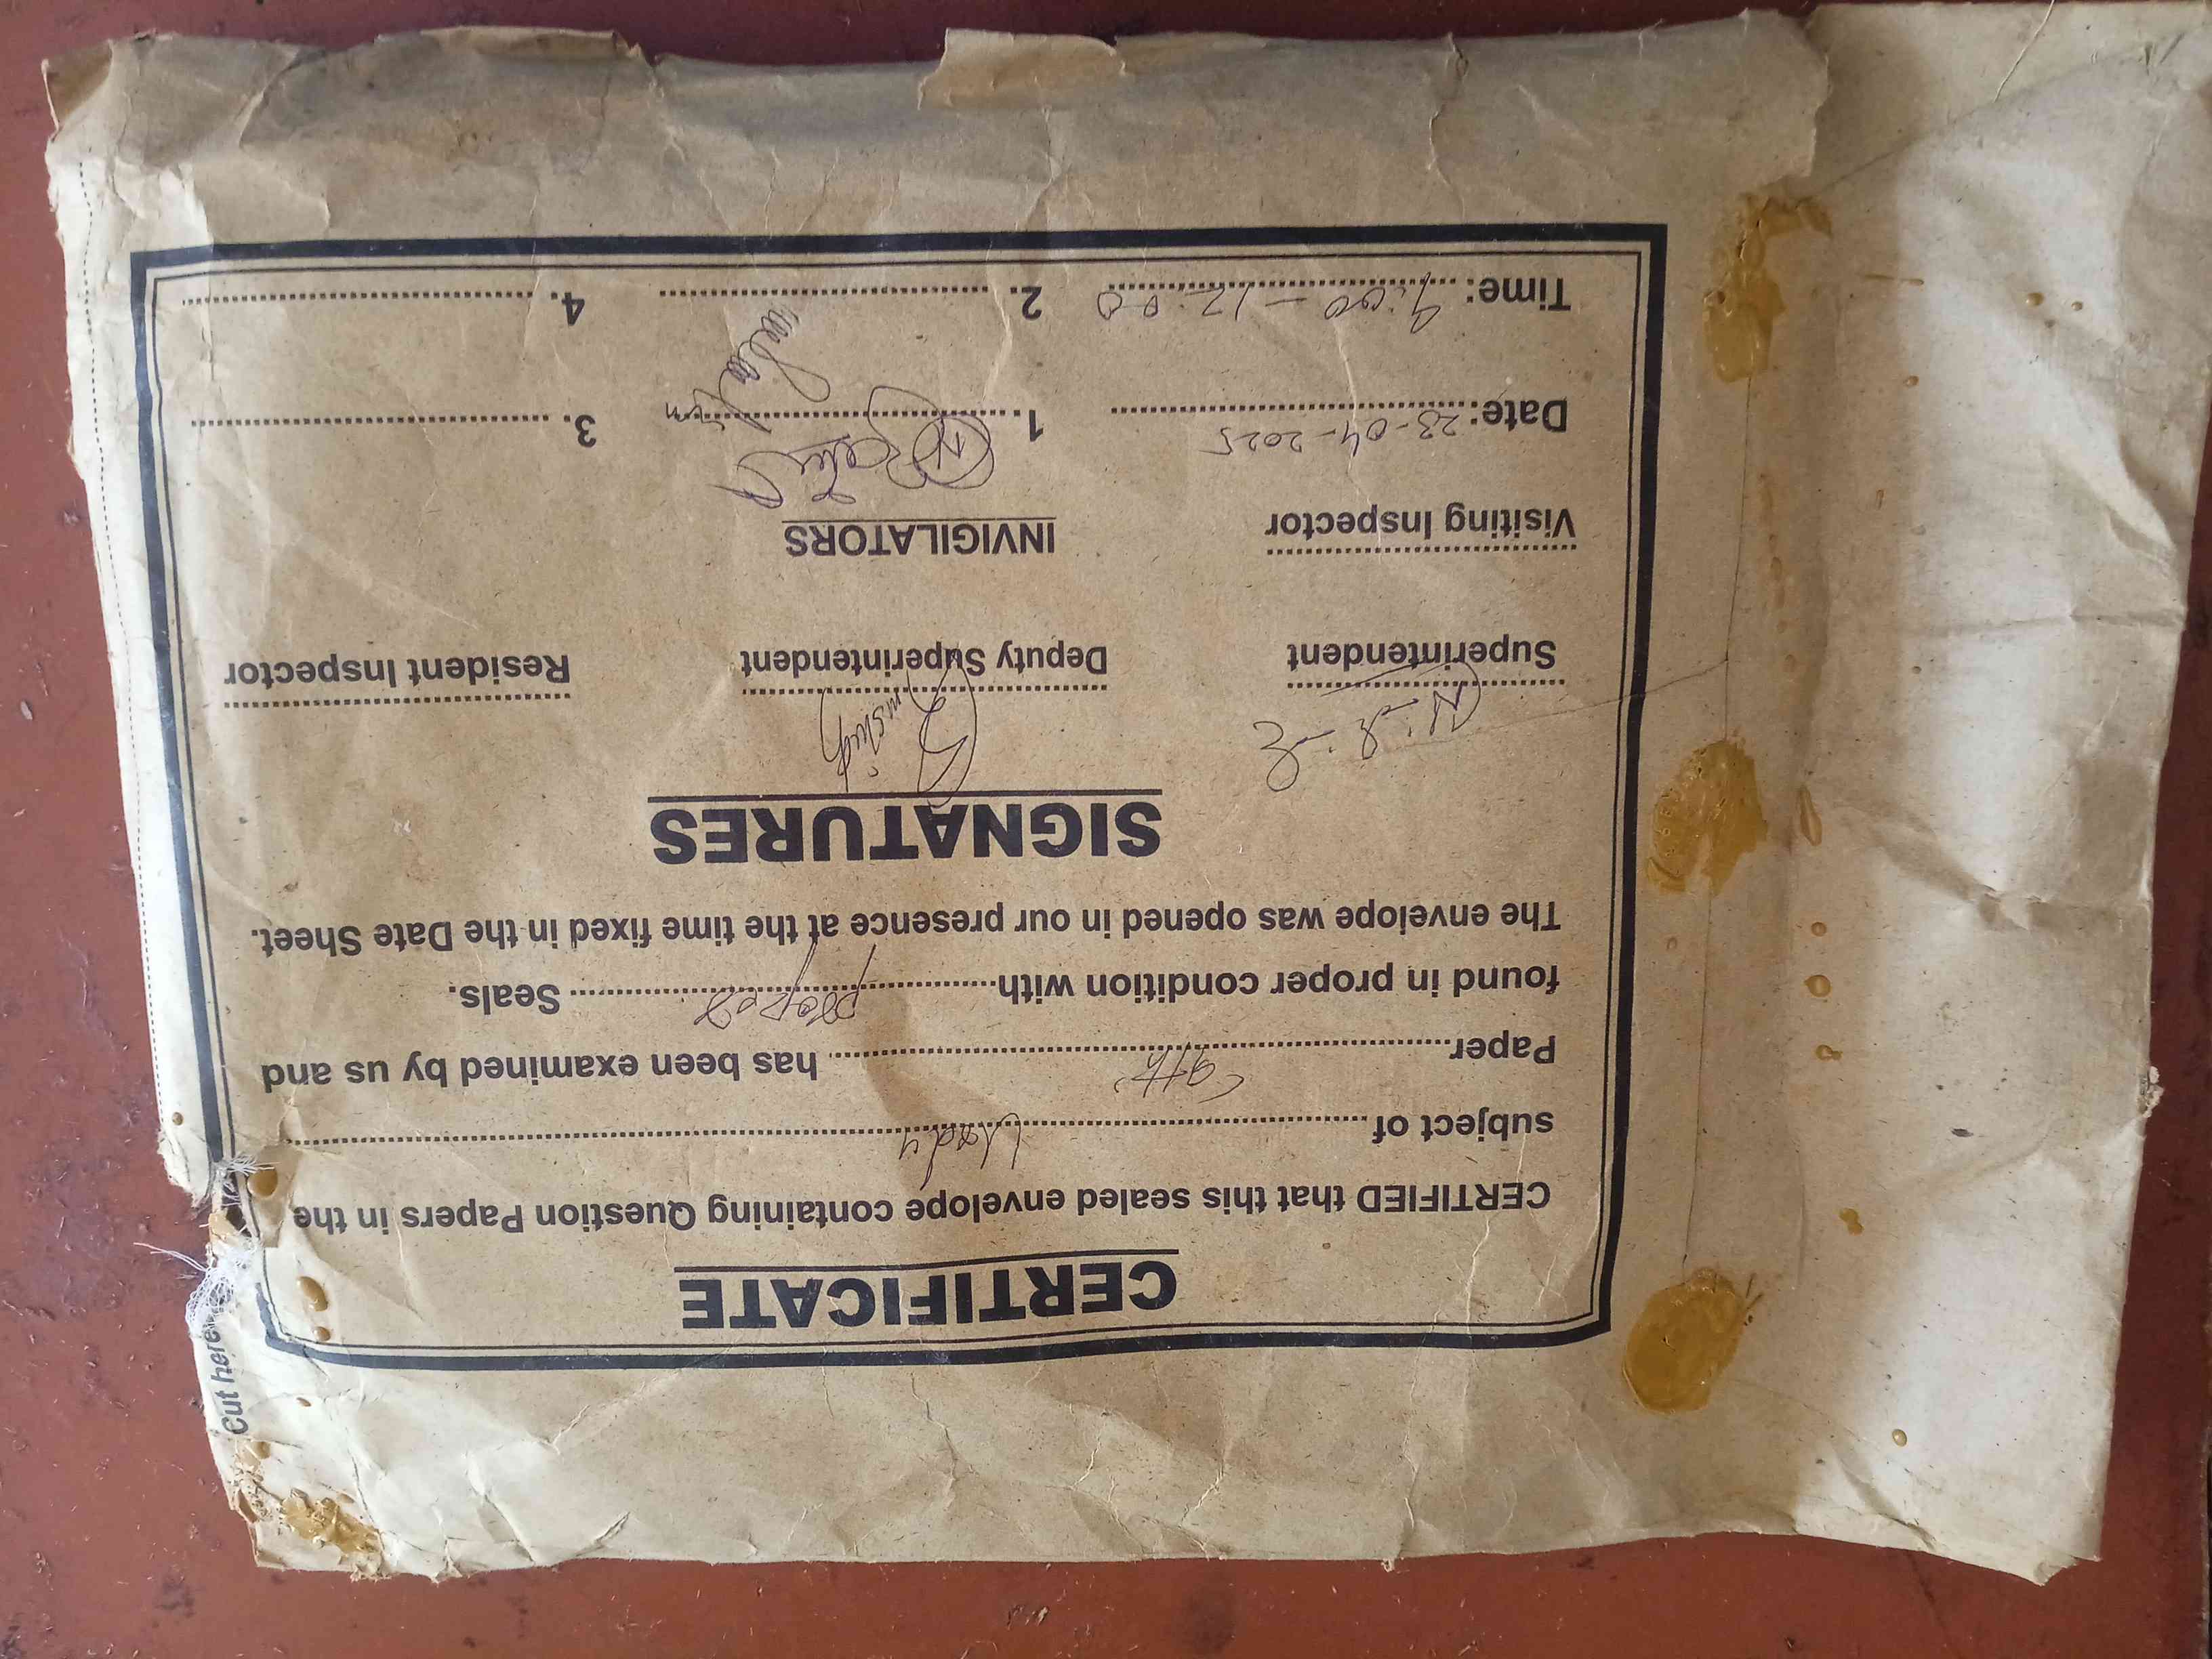 CERTIFICATE
CERTIFIED that this sealed envelope containing Question Papers in the
subject of ........ Urdu ........
Paper ........ 9th ........ has been examined by us and
found in proper condition with ........ proper ........ Seals.
The envelope was opened in our presence at the time fixed in the Date Sheet.
SIGNATURES
Superintendent Deputy Superintendent Resident Inspector
Visiting Inspector INVIGILATORS
Date: 23-04-2025 1. 3.
Time: 9:00 - 12:00 2. 4.
Cut here